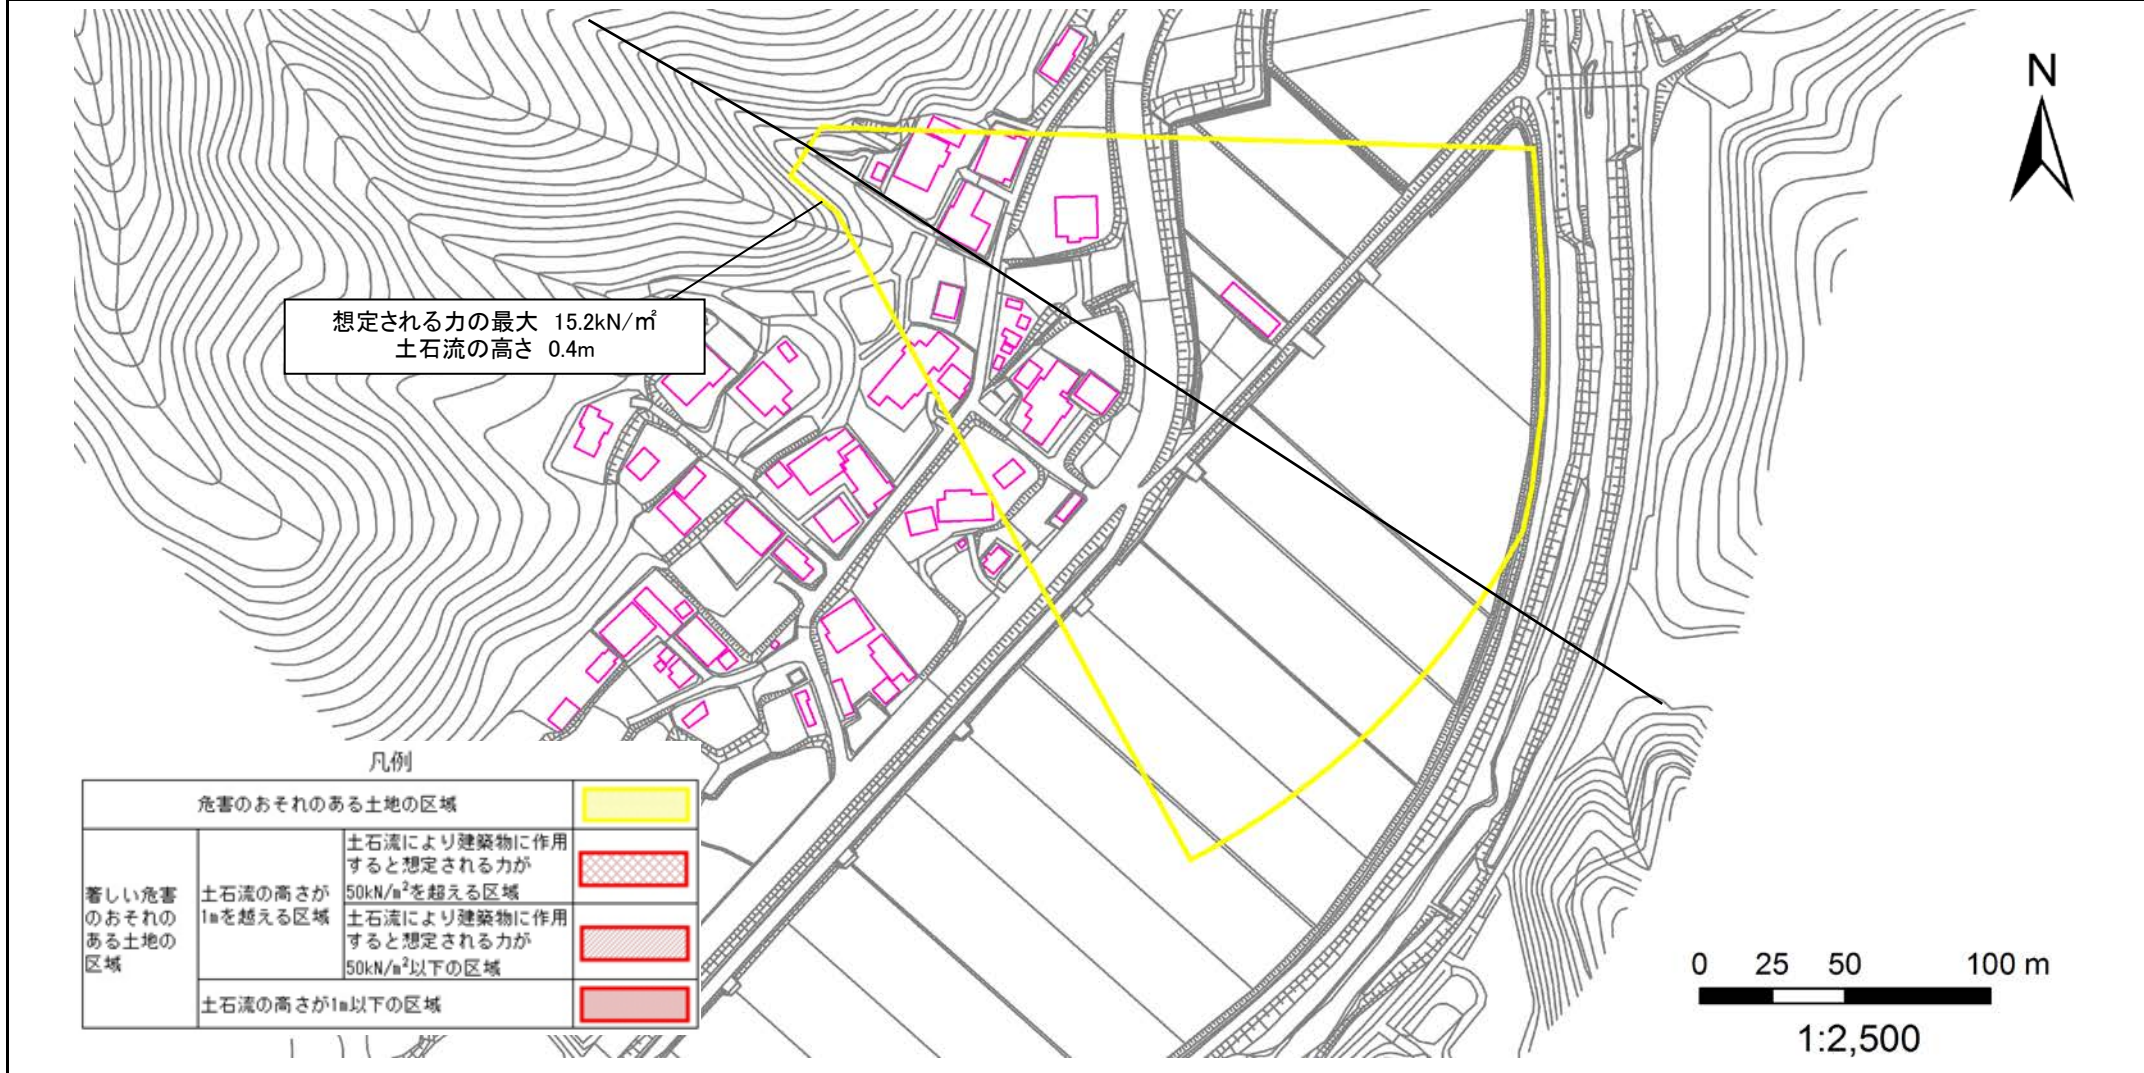 N
想定される力の最大 15.2kN/㎡
土石流の高さ 0.4m
凡例
危害のおそれのある土地の区域
著しい危害
のおそれの
ある土地の
区域
土石流の高さが
1mを越える区域
土石流により建築物に作用
すると想定される力が
50kN/m²を超える区域
土石流により建築物に作用
すると想定される力が
50kN/m²以下の区域
土石流の高さが1m以下の区域
0 25 50 100 m
1:2,500